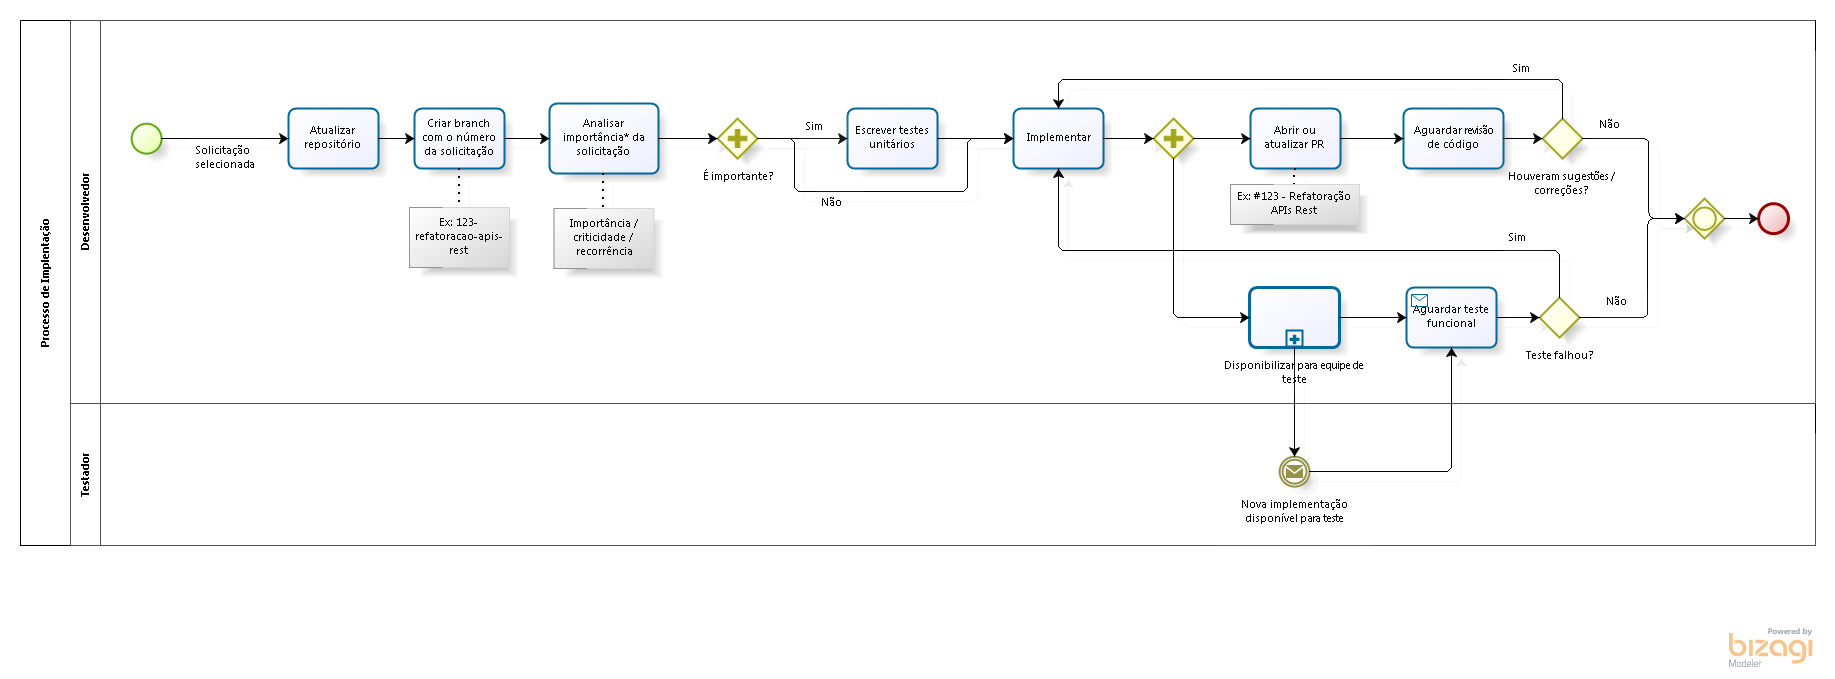 Processo de Implentação
Desenvolvedor
Testador
Solicitação
selecionada
Atualizar
repositório
Criar branch
com o número
da solicitação
Ex: 123-
refatoracao-apis-
rest
Analisar
importância* da
solicitação
Importância /
criticidade /
recorrência
É importante?
Sim
Não
Escrever testes
unitários
Implementar
Abrir ou
atualizar PR
Ex: #123 - Refatoração
APIs Rest
Aguardar revisão
de código
Sim
Não
Houveram sugestões /
correções?
Sim
Disponibilizar para equipe de
teste
Aguardar teste
funcional
Não
Teste falhou?
Nova implementação
disponível para teste
Powered by
bizagi
Modeler